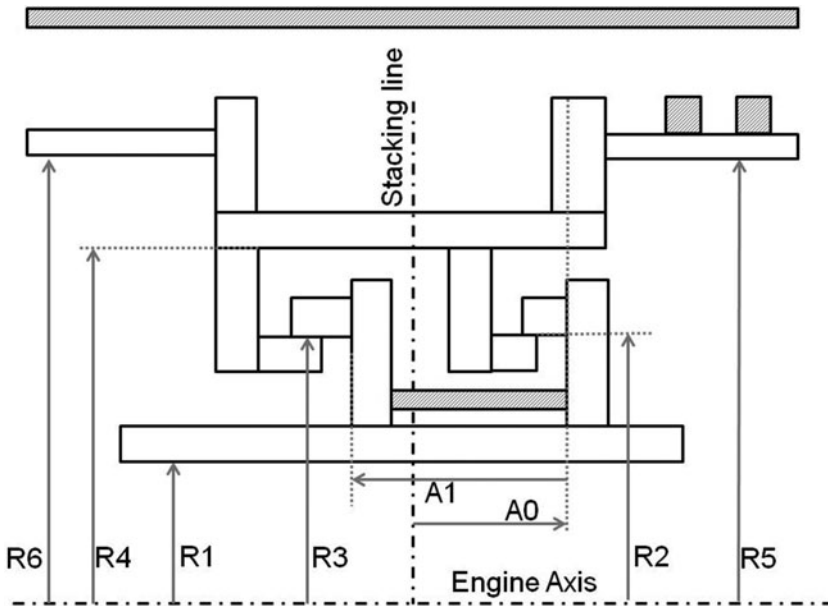 Stacking line
A1
A0
R6
R4
R1
R3
R2
R5
Engine Axis